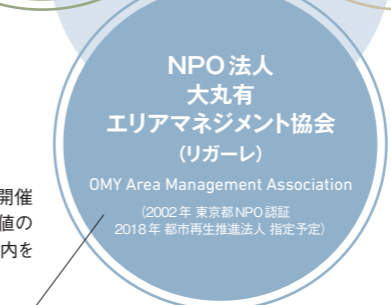 NPO法人
大丸有
エリアマネジメント協会
(リガーレ)
OMY Area Management Association
(2002年 東京都NPO認証
2018年 都市再生推進法人 指定予定)
開催
値の
内を